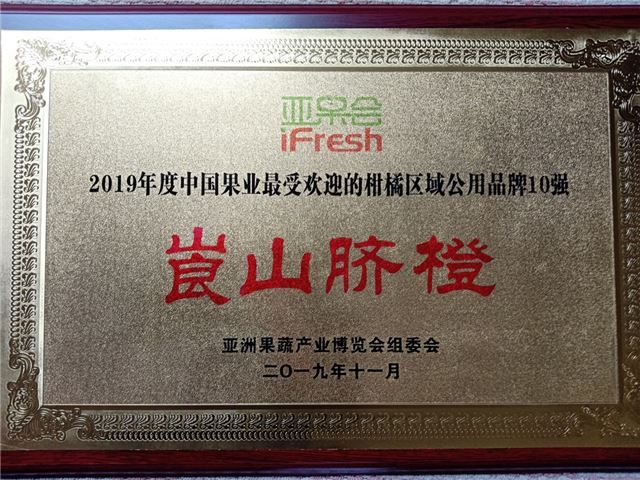 亚果会
iFresh
2019年度中国果业最受欢迎的柑橘区域公用品牌10强
崀山脐橙
亚洲果蔬产业博览会组委会
二〇一九年十一月